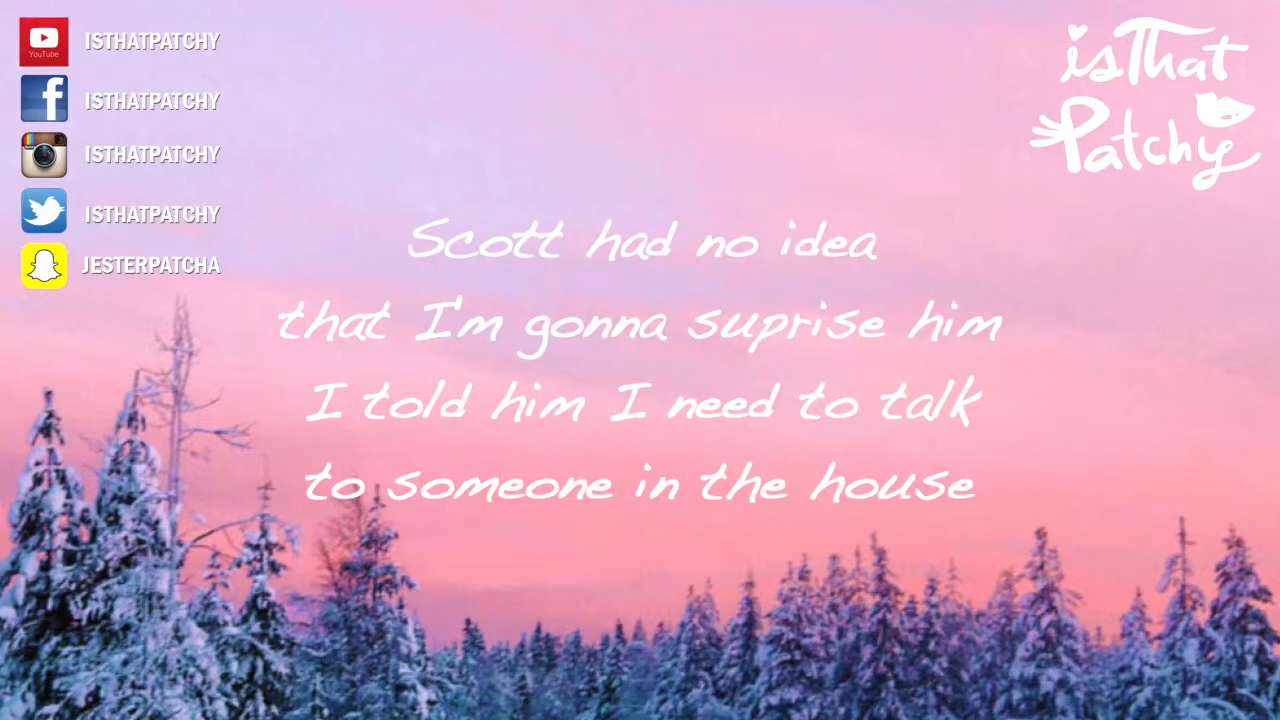 YouTube
ISTHATPATCHY
ISTHATPATCHY
ISTHATPATCHY
ISTHATPATCHY
JESTERPATCHA
isThat
Patchy
Scott had no idea
that I'm gonna suprise him
I told him I need to talk
to someone in the house